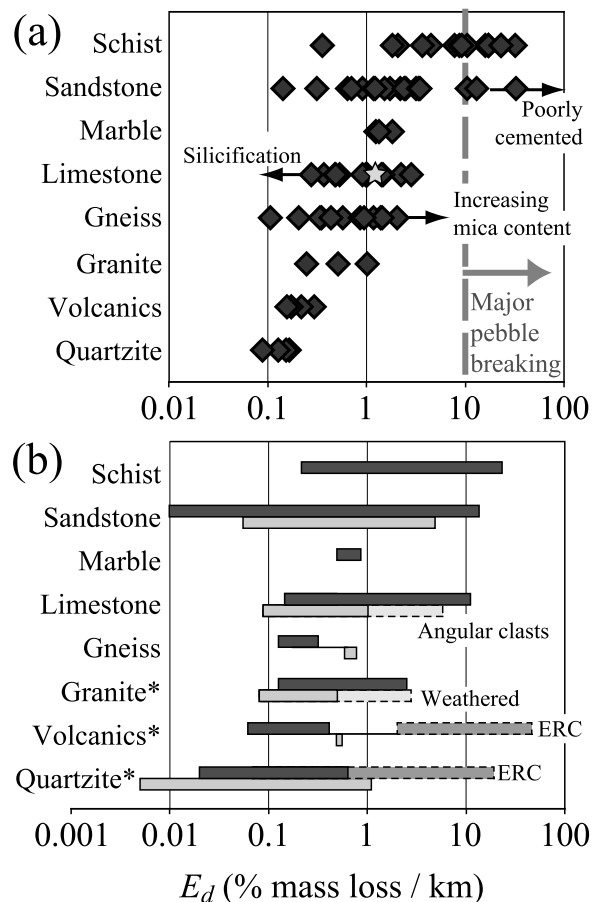 (a)
Schist
Sandstone
Poorly
cemented
Marble
Silicification
Limestone
Increasing
mica content
Gneiss
Granite
Volcanics
Major
pebble
breaking
Quartzite
0.01 0.1 1 10 100
(b)
Schist
Sandstone
Marble
Limestone
Angular clasts
Gneiss
Granite*
Weathered
Volcanics*
ERC
Quartzite*
ERC
0.001 0.01 0.1 1 10 100
E_d (% mass loss / km)